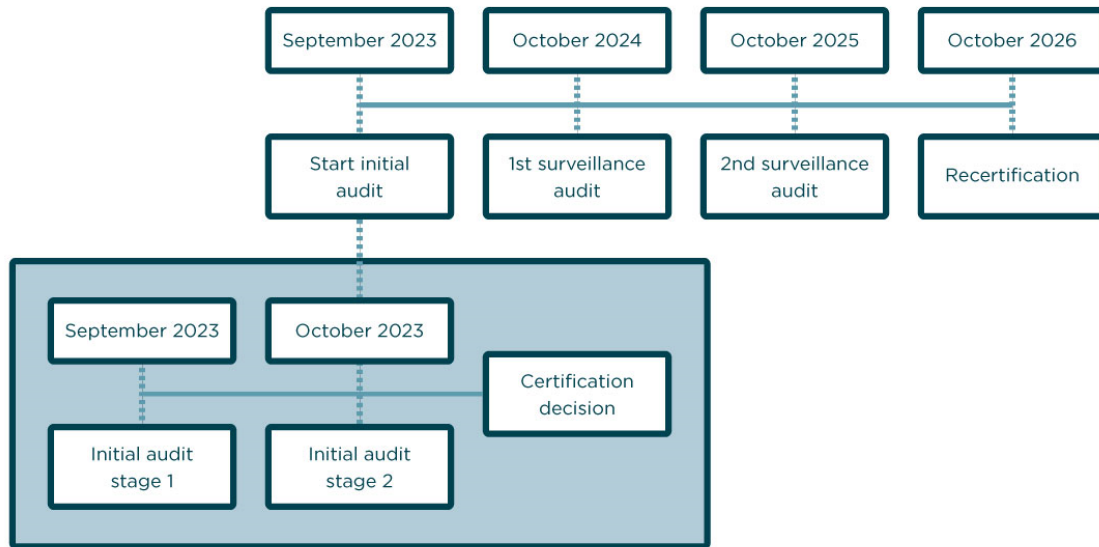 September 2023
October 2024
October 2025
October 2026
Start initial
audit
1st surveillance
audit
2nd surveillance
audit
Recertification
September 2023
October 2023
Certification
decision
Initial audit
stage 1
Initial audit
stage 2